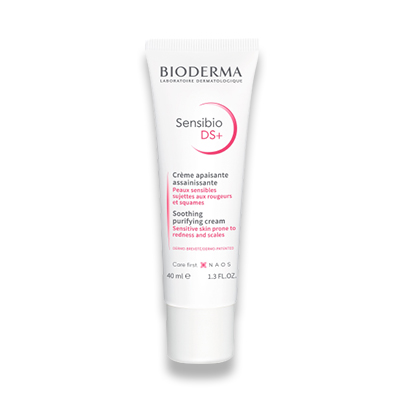 BIODERMA
LABORATOIRE DERMATOLOGIQUE
Sensibio
DS+
Crème apaisante
assainissante
Peaux sensibles
sujettes aux rougeurs
et squames
Soothing
purifying cream
Sensitive skin prone to
redness and scales
Care first NAOS
40 ml e 1.3 FL.OZ.